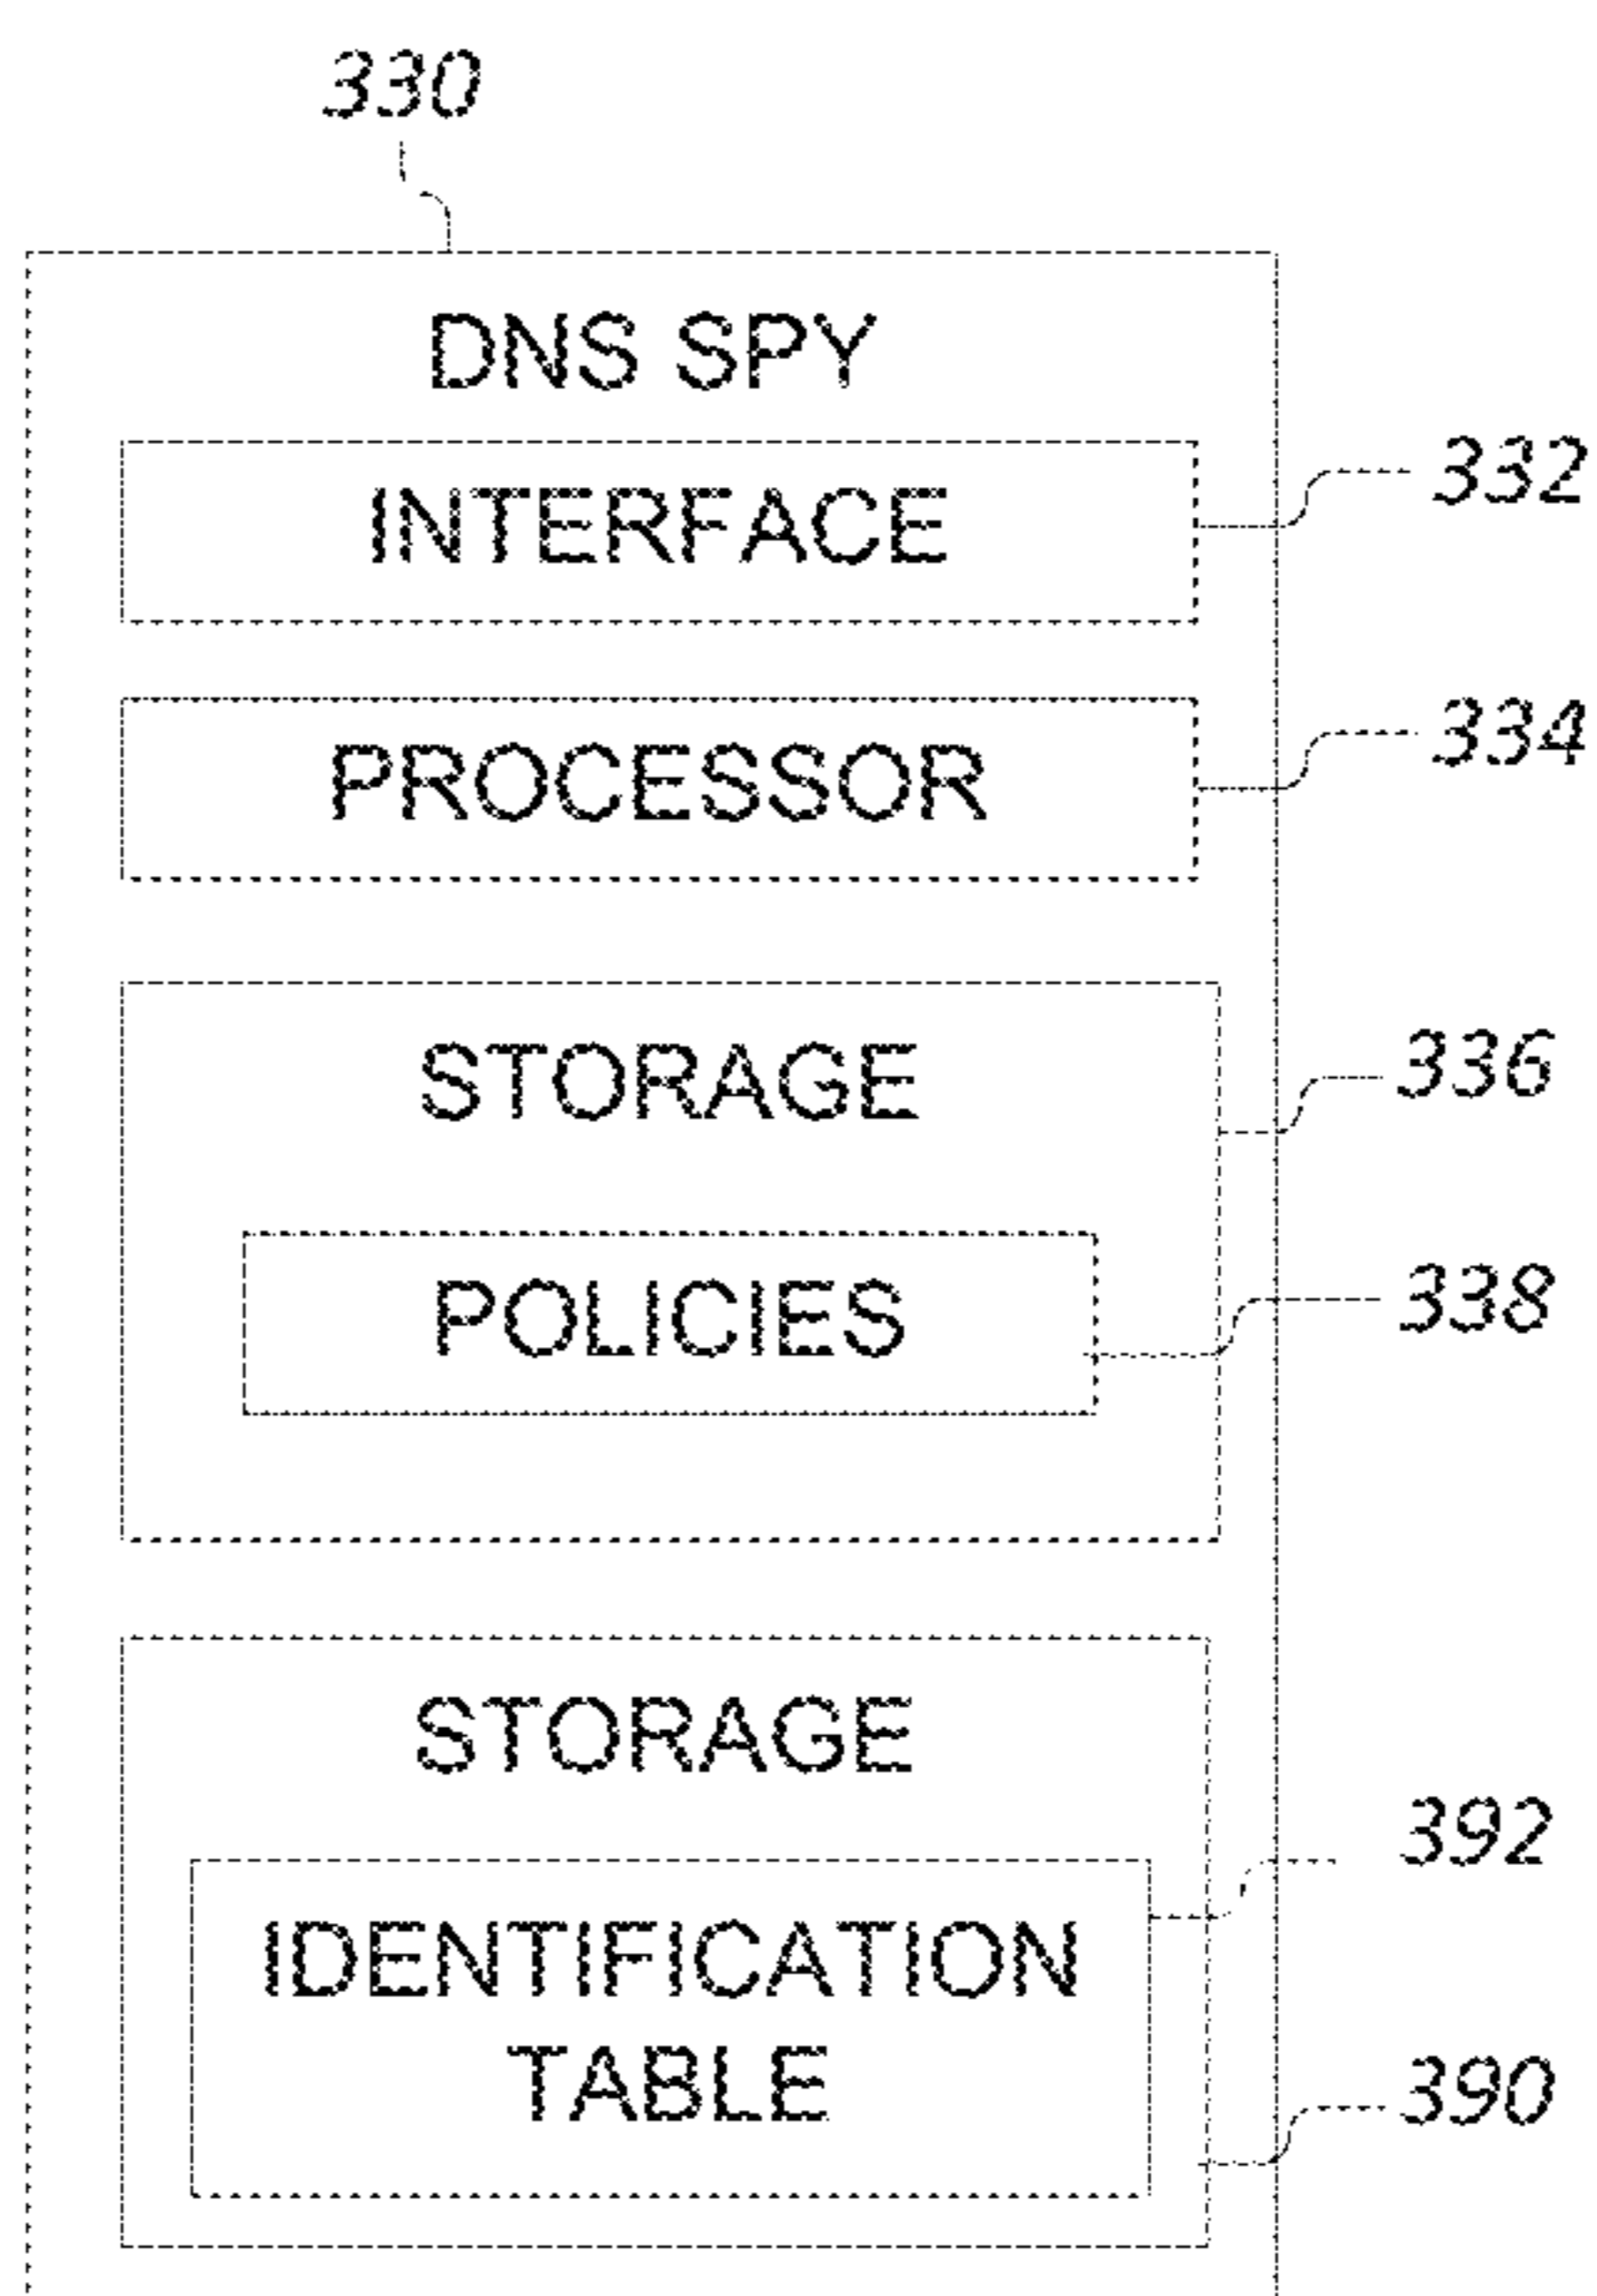 330
DNS SPY
INTERFACE
332
PROCESSOR
334
STORAGE
336
POLICIES
338
STORAGE
392
IDENTIFICATION
TABLE
390